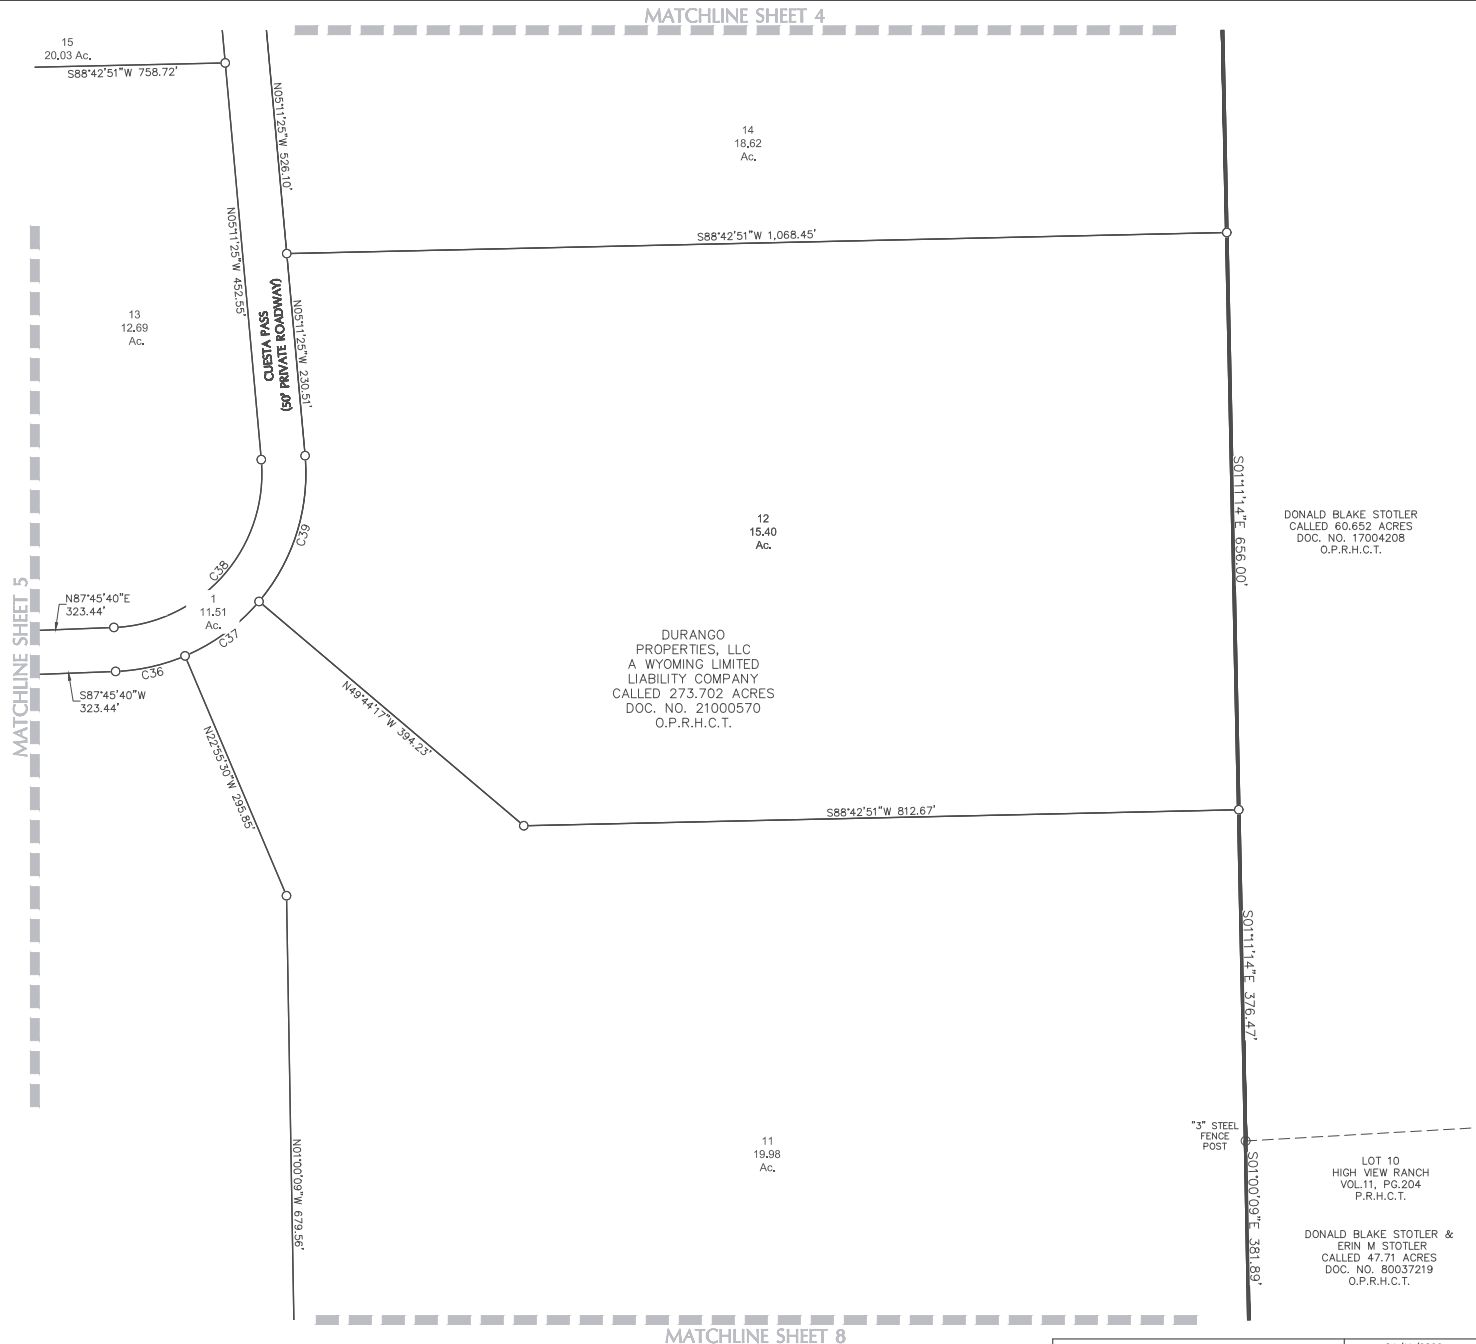 MATCHLINE SHEET 4
15
20.03 Ac.
S88°42'51"W 758.72'
N05°11'25"W 526.10'
14
18.62
Ac.
S88°42'51"W 1,068.45'
N05°11'25"W 452.55'
CUESTA PASS
(50' PRIVATE ROADWAY)
N05°11'25"W 230.51'
13
12.69
Ac.
S01°11'14"E 656.00'
12
15.40
Ac.
DONALD BLAKE STOTLER
CALLED 60.652 ACRES
DOC. NO. 17004208
O.P.R.H.C.T.
C39
C38
MATCHLINE SHEET 5
N87°45'40"E
323.44'
1
11.51
Ac.
C37
C36
S87°45'40"W
323.44'
DURANGO
PROPERTIES, LLC
A WYOMING LIMITED
LIABILITY COMPANY
CALLED 273.702 ACRES
DOC. NO. 21000570
O.P.R.H.C.T.
N49°44'17"W 394.23'
N22°55'30"W 295.85'
S88°42'51"W 812.67'
S01°11'14"E 376.47'
"3" STEEL
FENCE
POST
11
19.98
Ac.
N01°00'09"W 679.56'
S01°00'09"E 381.89'
LOT 10
HIGH VIEW RANCH
VOL.11, PG.204
P.R.H.C.T.
DONALD BLAKE STOTLER &
ERIN M STOTLER
CALLED 47.71 ACRES
DOC. NO. 80037219
O.P.R.H.C.T.
MATCHLINE SHEET 8